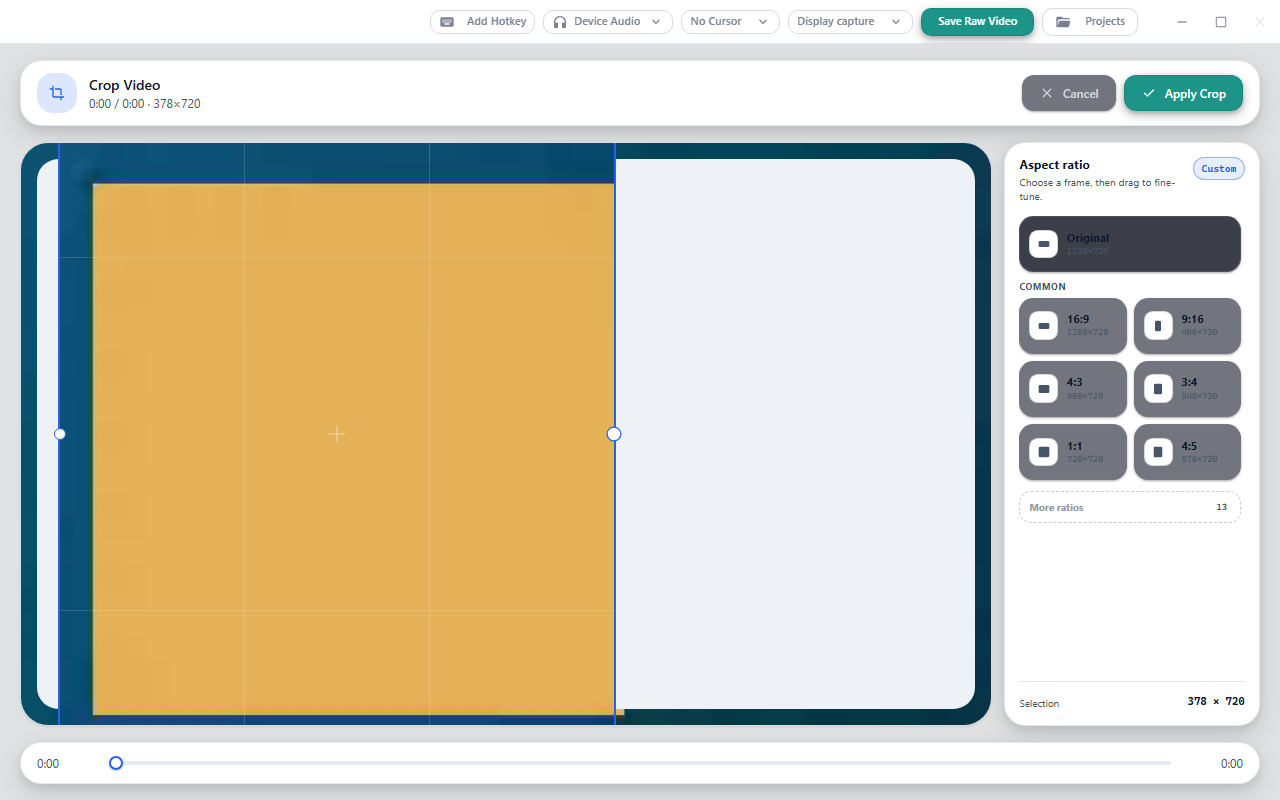 Add Hotkey
Device Audio
No Cursor
Display capture
Save Raw Video
Projects
Crop Video
0:00 / 0:00 · 378×720
Cancel
Apply Crop
Aspect ratio
Custom
Choose a frame, then drag to fine-
tune.
Original
1280×720
COMMON
16:9
1280×720
9:16
406×720
4:3
960×720
3:4
540×720
1:1
720×720
4:5
576×720
More ratios
13
Selection
378 × 720
0:00
0:00